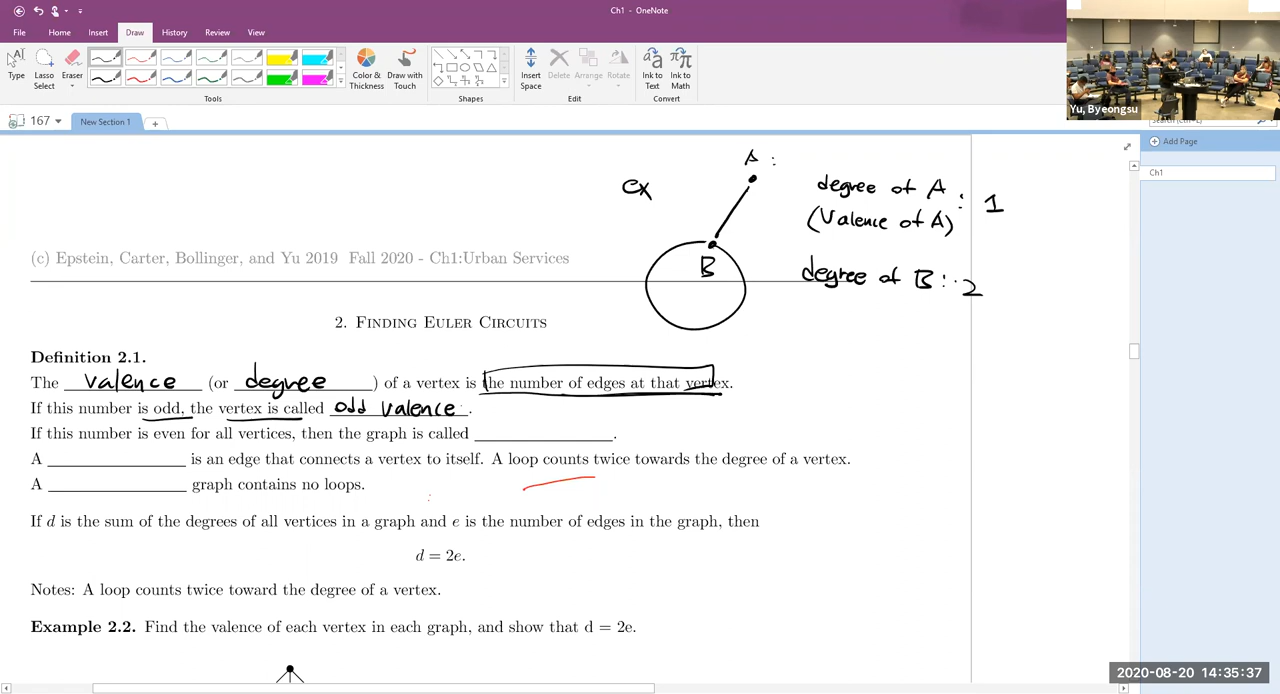 Ch1 - OneNote
File Home Insert Draw History Review View
Type Lasso Select Eraser Color & Thickness Draw with Touch Insert Space Delete Arrange Rotate Ink to Text Ink to Math
Tools Shapes Edit Convert
Yu, Byeongsu
167 New Section 1
Add Page
Ch1
A :
ex
degree of A : 1
(Valence of A)
B
degree of B : 2
(c) Epstein, Carter, Bollinger, and Yu 2019 Fall 2020 - Ch1:Urban Services
2. Finding Euler Circuits
Definition 2.1.
The valence (or degree) of a vertex is the number of edges at that vertex.
If this number is odd, the vertex is called odd valence.
If this number is even for all vertices, then the graph is called ____________.
A ____________ is an edge that connects a vertex to itself. A loop counts twice towards the degree of a vertex.
A ____________ graph contains no loops.
If d is the sum of the degrees of all vertices in a graph and e is the number of edges in the graph, then
d = 2e.
Notes: A loop counts twice toward the degree of a vertex.
Example 2.2. Find the valence of each vertex in each graph, and show that d = 2e.
2020-08-20 14:35:37